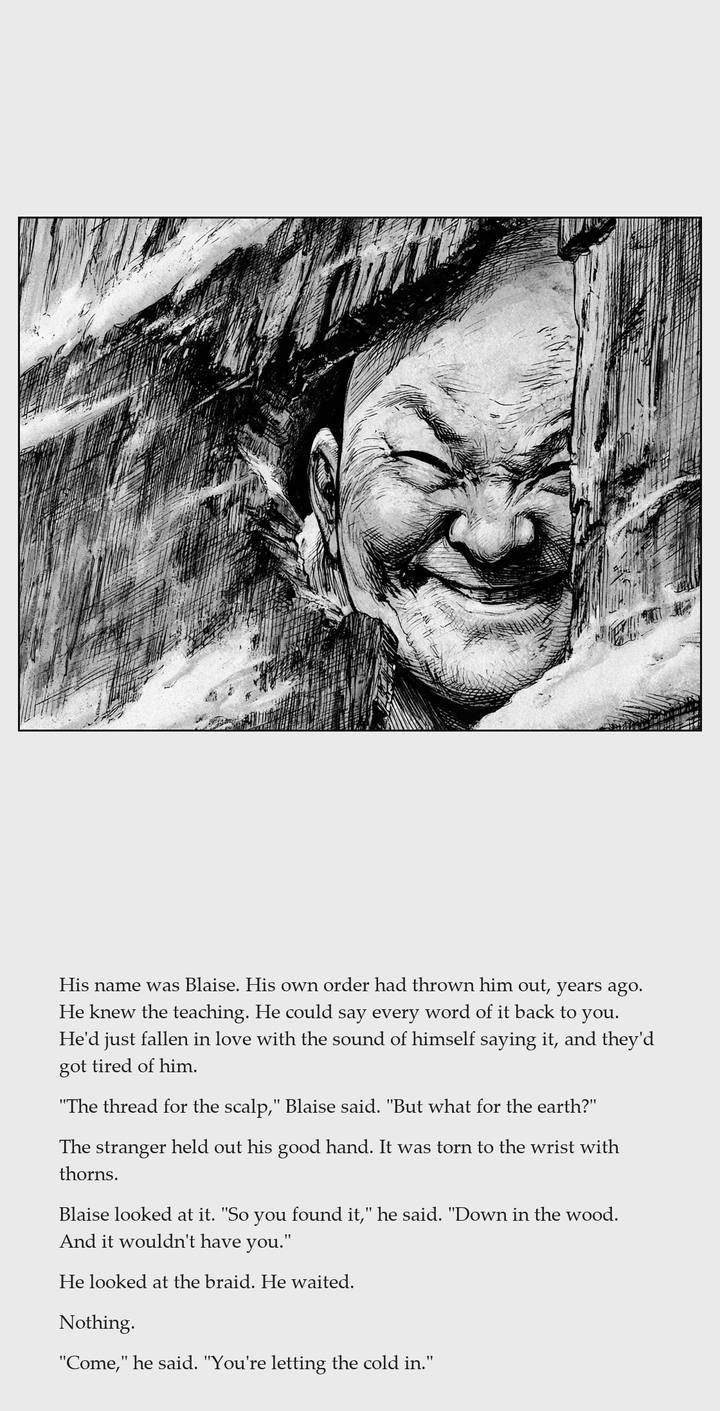 His name was Blaise. His own order had thrown him out, years ago.
He knew the teaching. He could say every word of it back to you.
He'd just fallen in love with the sound of himself saying it, and they'd
got tired of him.
"The thread for the scalp," Blaise said. "But what for the earth?"
The stranger held out his good hand. It was torn to the wrist with
thorns.
Blaise looked at it. "So you found it," he said. "Down in the wood.
And it wouldn't have you."
He looked at the braid. He waited.
Nothing.
"Come," he said. "You're letting the cold in."